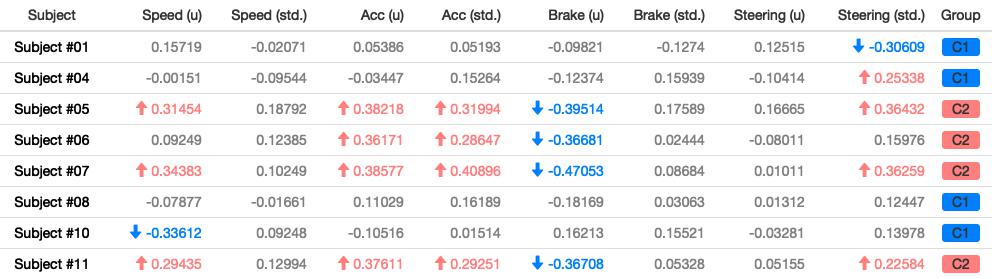 Subject Speed (u) Speed (std.) Acc (u) Acc (std.) Brake (u) Brake (std.) Steering (u) Steering (std.) Group
Subject #01 0.15719 -0.02071 0.05386 0.05193 -0.09821 -0.1274 0.12515 -0.30609 C1
Subject #04 -0.00151 -0.09544 -0.03447 0.15264 -0.12374 0.15939 -0.10414 0.25338 C1
Subject #05 0.31454 0.18792 0.38218 0.31994 -0.39514 0.17589 0.16665 0.36432 C2
Subject #06 0.09249 0.12385 0.36171 0.28647 -0.36681 0.02444 -0.08011 0.15976 C2
Subject #07 0.34383 0.10249 0.38577 0.40896 -0.47053 0.08684 0.01011 0.36259 C2
Subject #08 -0.07877 -0.01661 0.11029 0.16189 -0.18169 0.03063 0.01312 0.12447 C1
Subject #10 -0.33612 0.09248 -0.10516 0.01514 0.16213 0.15521 -0.03281 0.13978 C1
Subject #11 0.29435 0.12994 0.37611 0.29251 -0.36708 0.05328 0.05155 0.22584 C2